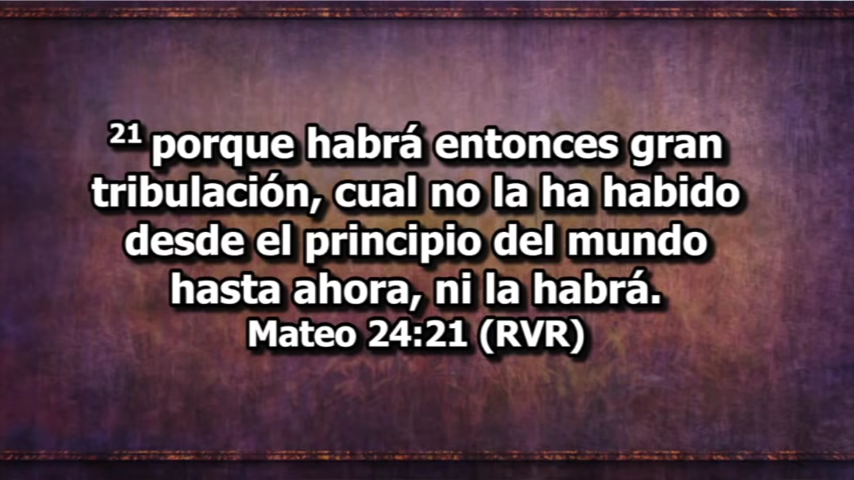 21 porque habrá entonces gran
tribulación, cual no la ha habido
desde el principio del mundo
hasta ahora, ni la habrá.
Mateo 24:21 (RVR)